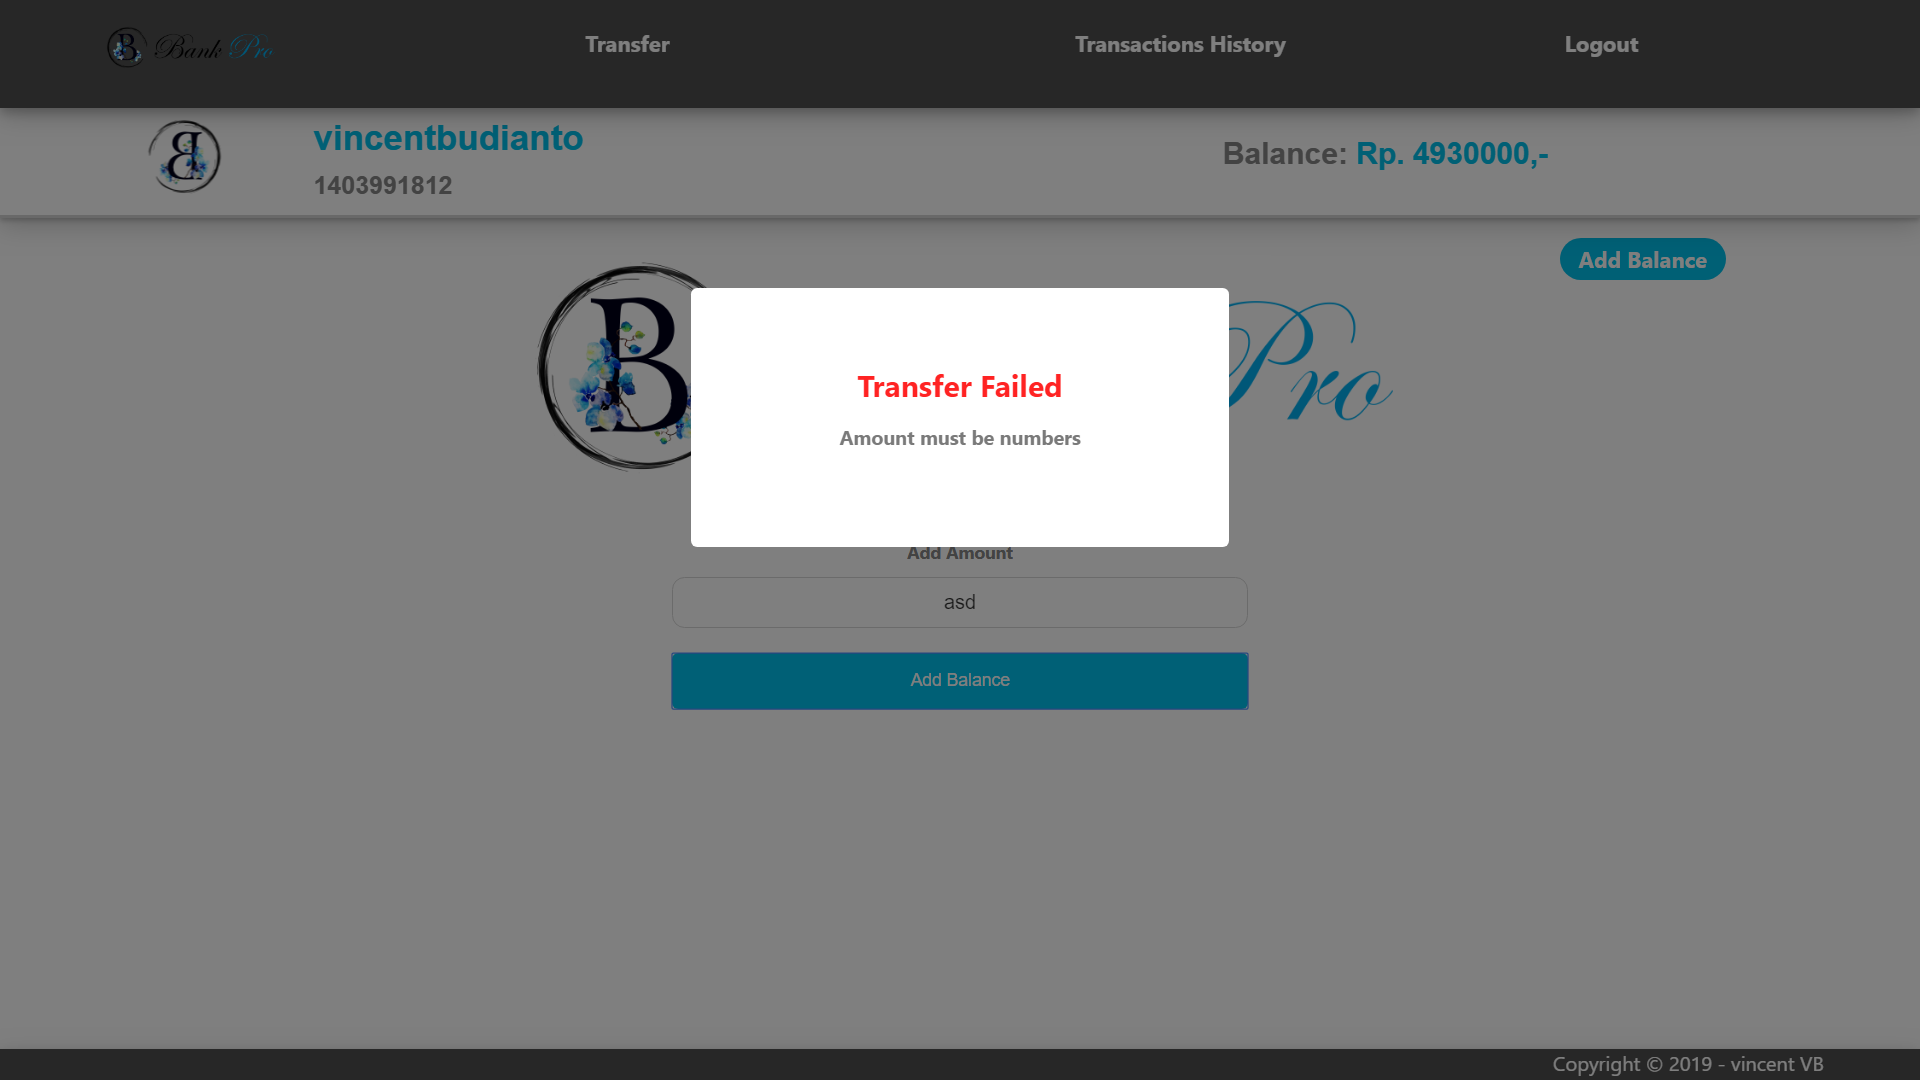 B Bank Pro
Transfer
Transactions History
Logout
B
vincentbudianto
1403991812
Balance: Rp. 4930000,-
Add Balance
B
Pro
Transfer Failed
Amount must be numbers
Add Amount
asd
Add Balance
Copyright © 2019 - vincent VB